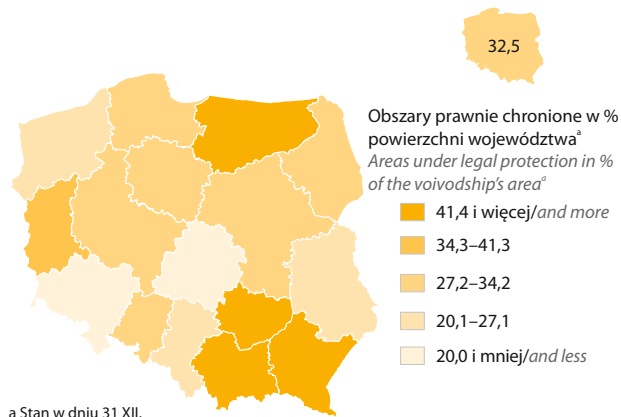 32,5
Obszary prawnie chronione w %
powierzchni województwaᵃ
Areas under legal protection in %
of the voivodship's areaᵃ
41,4 i więcej/and more
34,3–41,3
27,2–34,2
20,1–27,1
20,0 i mniej/and less
a Stan w dniu 31 XII.